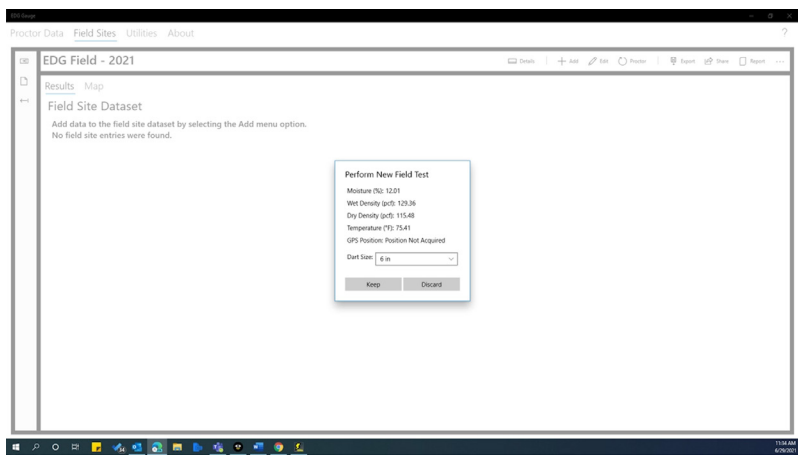 EDG Gauge
Proctor Data Field Sites Utilities About ?
EDG Field - 2021
Details Add Edit Proctor Export Share Report ...
Results Map
Field Site Dataset
Add data to the field site dataset by selecting the Add menu option.
No field site entries were found.
Perform New Field Test
Moisture (%): 12.01
Wet Density (pcf): 129.36
Dry Density (pcf): 115.48
Temperature (°F): 75.41
GPS Position: Position Not Acquired
Dart Size: 6 in
Keep Discard
11:34 AM
6/29/2021